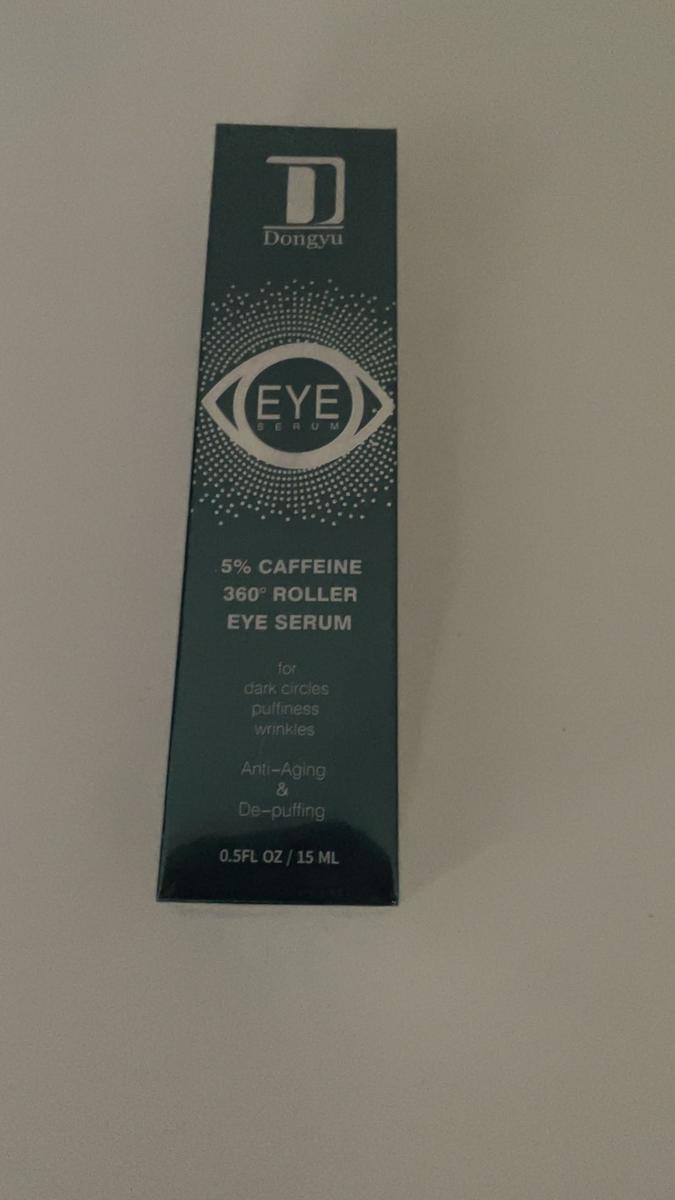 Dongyu
EYE
SERUM
5% CAFFEINE
360° ROLLER
EYE SERUM
for
dark circles
puffiness
wrinkles
Anti-Aging
&
De-puffing
0.5FL OZ / 15 ML